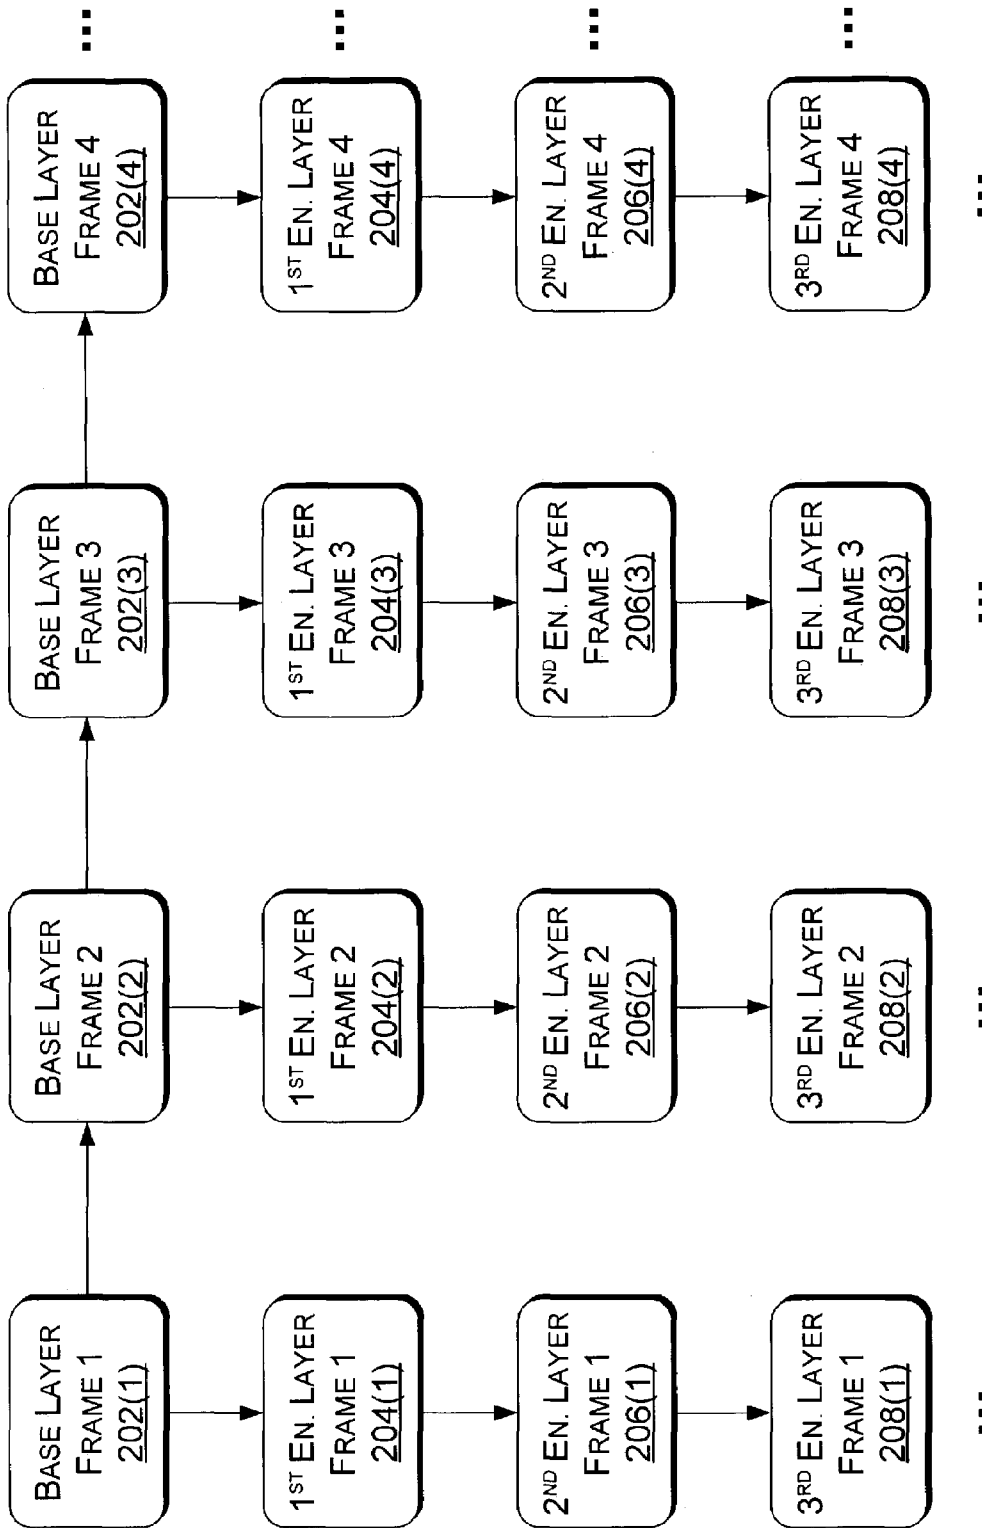 BASE LAYER
FRAME 1
202(1)
BASE LAYER
FRAME 2
202(2)
BASE LAYER
FRAME 3
202(3)
BASE LAYER
FRAME 4
202(4)
...
1ST EN. LAYER
FRAME 1
204(1)
1ST EN. LAYER
FRAME 2
204(2)
1ST EN. LAYER
FRAME 3
204(3)
1ST EN. LAYER
FRAME 4
204(4)
...
2ND EN. LAYER
FRAME 1
206(1)
2ND EN. LAYER
FRAME 2
206(2)
2ND EN. LAYER
FRAME 3
206(3)
2ND EN. LAYER
FRAME 4
206(4)
...
3RD EN. LAYER
FRAME 1
208(1)
3RD EN. LAYER
FRAME 2
208(2)
3RD EN. LAYER
FRAME 3
208(3)
3RD EN. LAYER
FRAME 4
208(4)
...